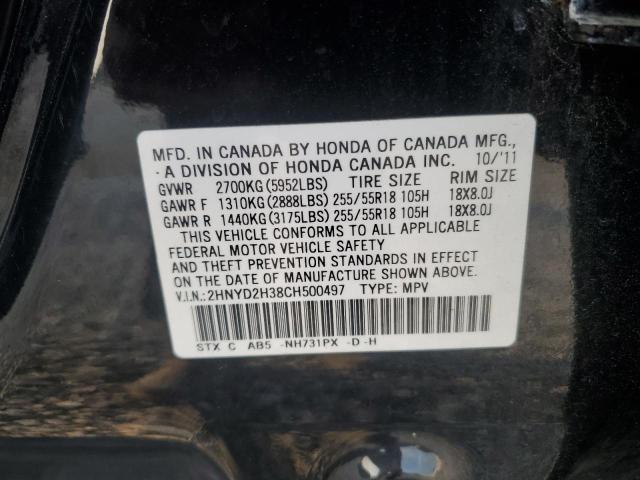 MFD. IN CANADA BY HONDA OF CANADA MFG.,
A DIVISION OF HONDA CANADA INC. 10/'11
GVWR 2700KG(5952LBS) TIRE SIZE RIM SIZE
GAWR F 1310KG(2888LBS) 255/55R18 105H 18X8.0J
GAWR R 1440KG(3175LBS) 255/55R18 105H 18X8.0J
THIS VEHICLE CONFORMS TO ALL APPLICABLE
FEDERAL MOTOR VEHICLE SAFETY
AND THEFT PREVENTION STANDARDS IN EFFECT
ON THE DATE OF MANUFACTURE SHOWN ABOVE.
V.I.N.:2HNYD2H38CH500497 TYPE: MPV
STX C AB5 -NH731PX -D-H